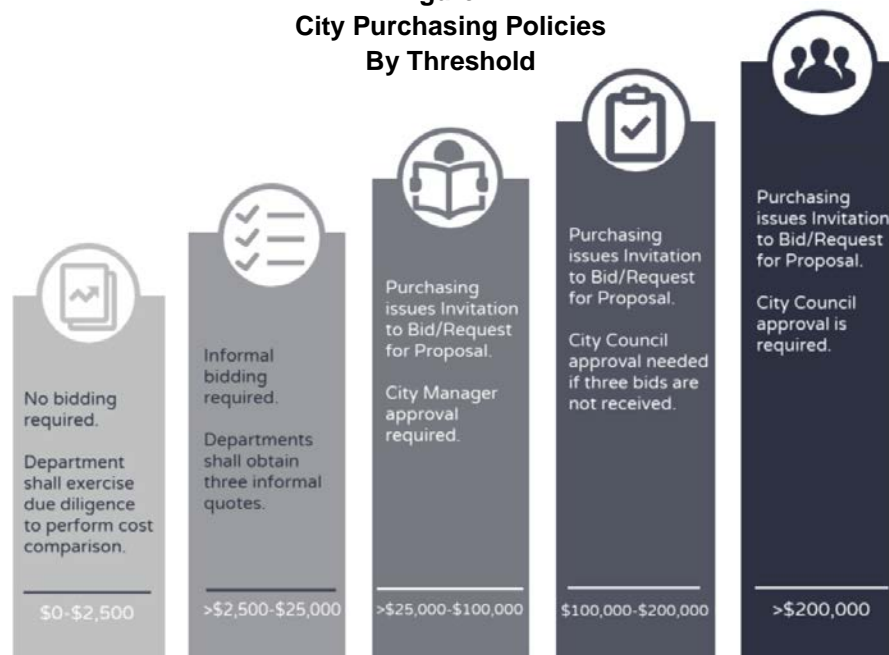 City Purchasing Policies
By Threshold
No bidding
required.
Department
shall exercise
due diligence
to perform cost
comparison.
$0-$2,500
Informal
bidding
required.
Departments
shall obtain
three informal
quotes.
>$2,500-$25,000
Purchasing
issues Invitation
to Bid/Request
for Proposal.
City Manager
approval
required.
>$25,000-$100,000
Purchasing
issues Invitation
to Bid/Request
for Proposal.
City Council
approval needed
if three bids are
not received.
$100,000-$200,000
Purchasing
issues Invitation
to Bid/Request
for Proposal.
City Council
approval is
required.
>$200,000